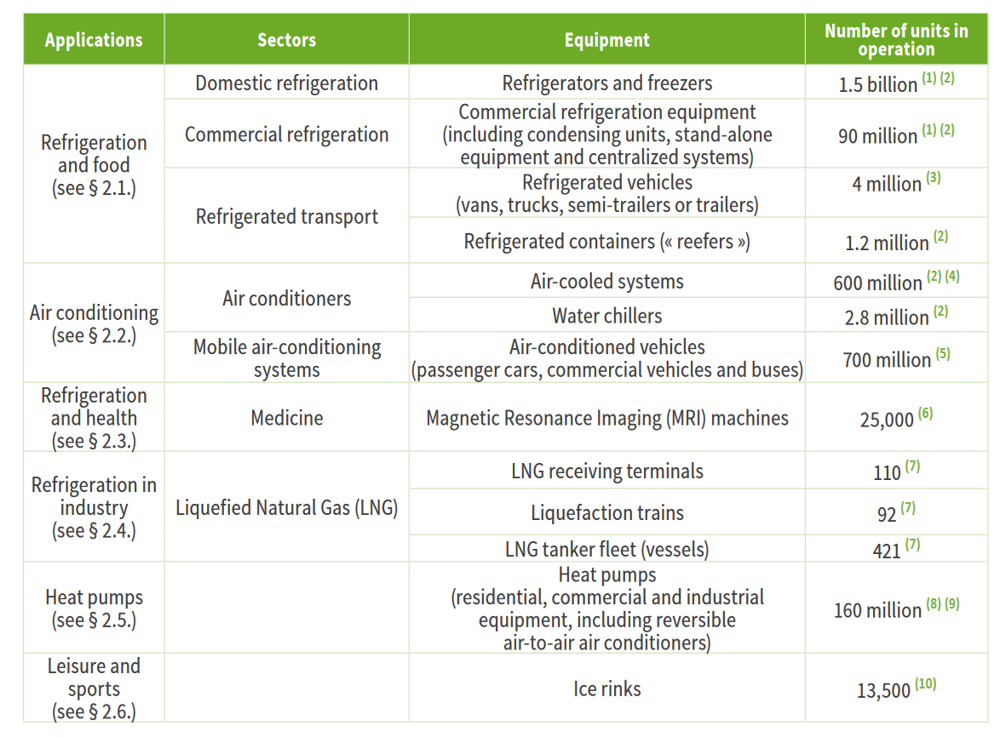 Applications
Sectors
Equipment
Number of units in
operation
Refrigeration
and food
(see § 2.1.)
Domestic refrigeration
Refrigerators and freezers
1.5 billion (1) (2)
Commercial refrigeration
Commercial refrigeration equipment
(including condensing units, stand-alone
equipment and centralized systems)
90 million (1) (2)
Refrigerated transport
Refrigerated vehicles
(vans, trucks, semi-trailers or trailers)
4 million (3)
Refrigerated containers (« reefers »)
1.2 million (2)
Air conditioning
(see § 2.2.)
Air conditioners
Air-cooled systems
600 million (2) (4)
Water chillers
2.8 million (2)
Mobile air-conditioning
systems
Air-conditioned vehicles
(passenger cars, commercial vehicles and buses)
700 million (5)
Refrigeration
and health
(see § 2.3.)
Medicine
Magnetic Resonance Imaging (MRI) machines
25,000 (6)
Refrigeration in
industry
(see § 2.4.)
Liquefied Natural Gas (LNG)
LNG receiving terminals
110 (7)
Liquefaction trains
92 (7)
LNG tanker fleet (vessels)
421 (7)
Heat pumps
(see § 2.5.)
Heat pumps
(residential, commercial and industrial
equipment, including reversible
air-to-air air conditioners)
160 million (8) (9)
Leisure and
sports
(see § 2.6.)
Ice rinks
13,500 (10)